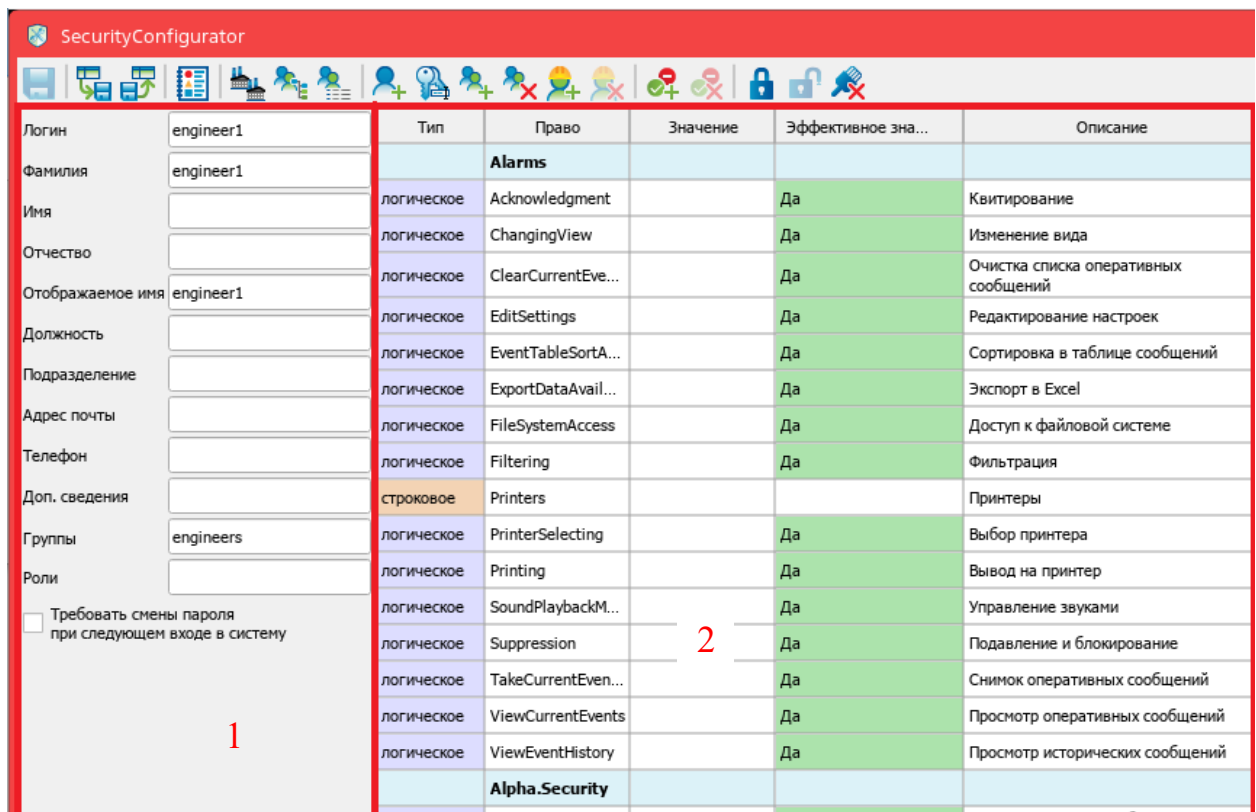 SecurityConfigurator
Логин engineer1
Фамилия engineer1
Имя
Отчество
Отображаемое имя engineer1
Должность
Подразделение
Адрес почты
Телефон
Доп. сведения
Группы engineers
Роли
Требовать смены пароля
при следующем входе в систему
1
Тип Право Значение Эффективное зна... Описание
Alarms
логическое Acknowledgment Да Квитирование
логическое ChangingView Да Изменение вида
логическое ClearCurrentEve... Да Очистка списка оперативных
сообщений
логическое EditSettings Да Редактирование настроек
логическое EventTableSortA... Да Сортировка в таблице сообщений
логическое ExportDataAvail... Да Экспорт в Excel
логическое FileSystemAccess Да Доступ к файловой системе
логическое Filtering Да Фильтрация
строковое Printers Принтеры
логическое PrinterSelecting Да Выбор принтера
логическое Printing Да Вывод на принтер
логическое SoundPlaybackM... Да Управление звуками
логическое Suppression 2 Да Подавление и блокирование
логическое TakeCurrentEven... Да Снимок оперативных сообщений
логическое ViewCurrentEvents Да Просмотр оперативных сообщений
логическое ViewEventHistory Да Просмотр исторических сообщений
Alpha.Security